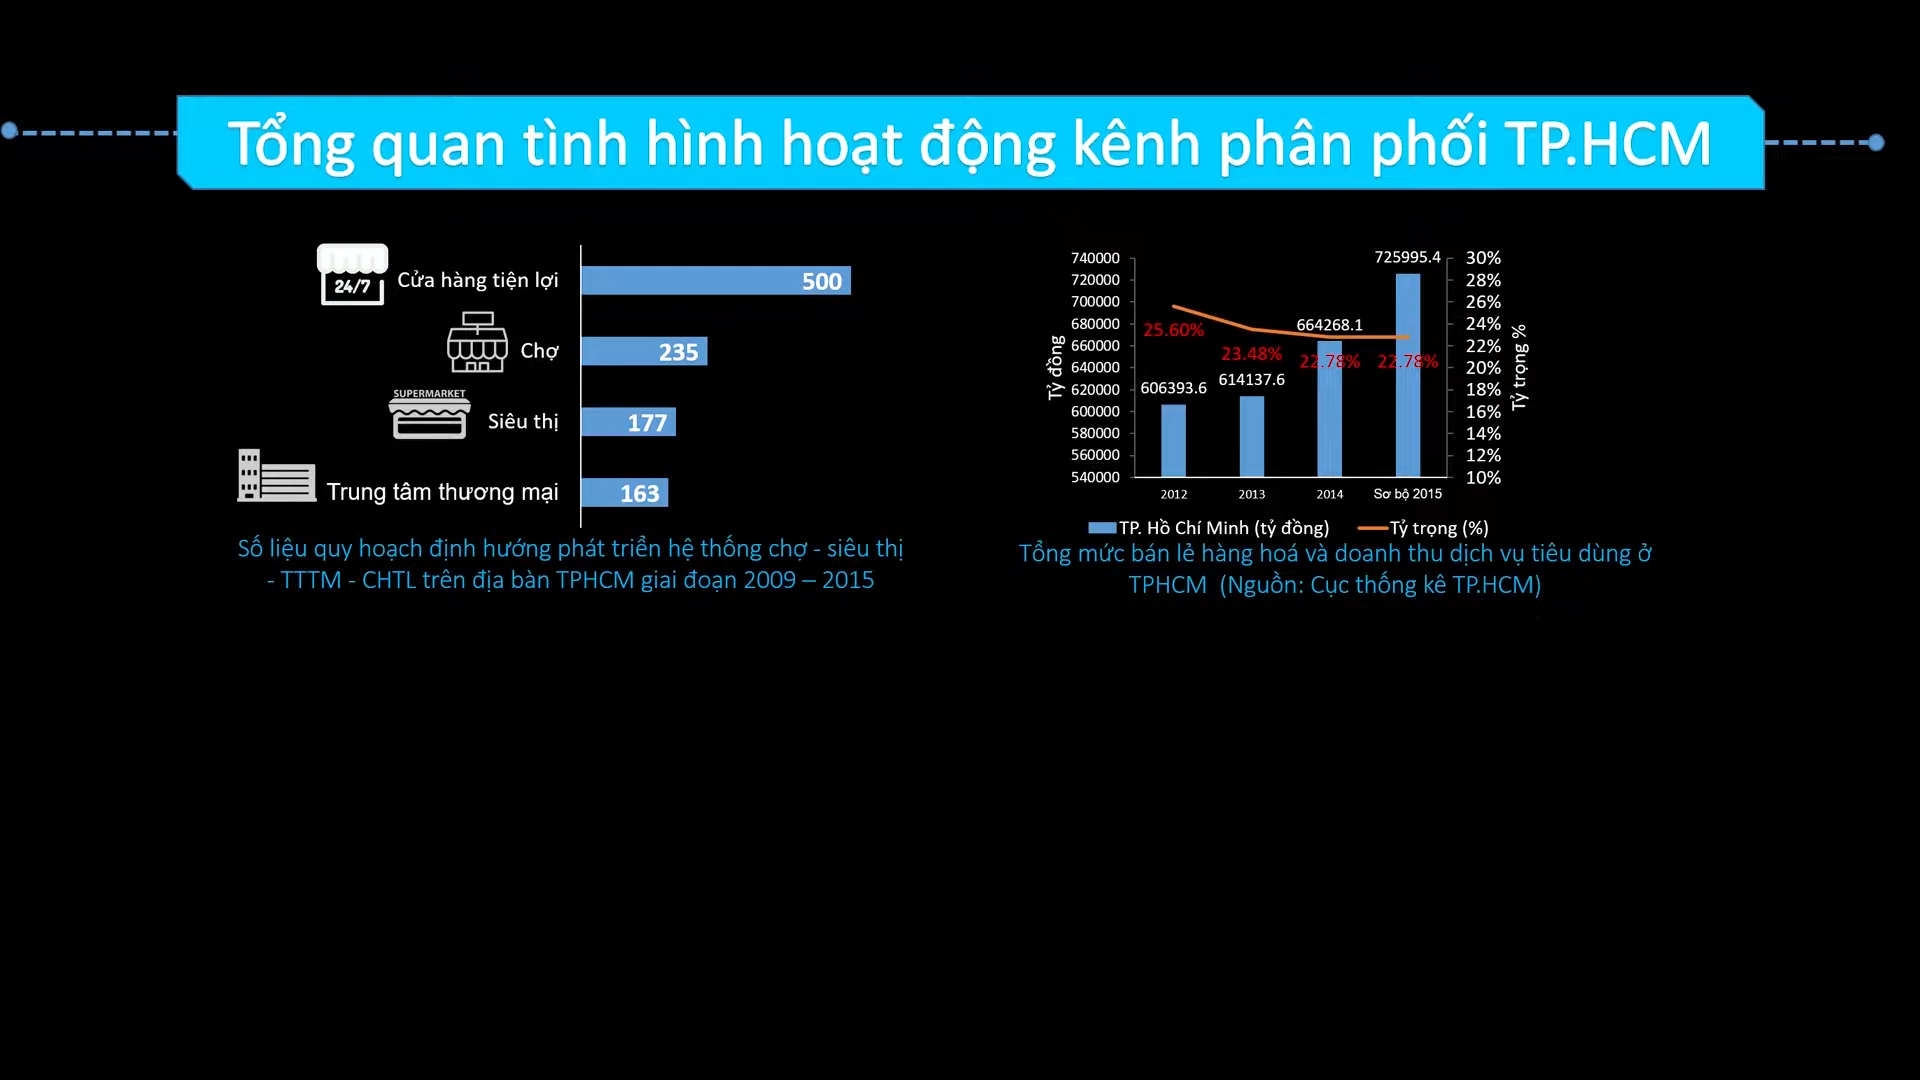 Tổng quan tình hình hoạt động kênh phân phối TP.HCM
24/7
Cửa hàng tiện lợi
500
Chợ
235
SUPERMARKET
Siêu thị
177
Trung tâm thương mại
163
Số liệu quy hoạch định hướng phát triển hệ thống chợ - siêu thị
- TTTM - CHTL trên địa bàn TPHCM giai đoạn 2009 – 2015
Tỷ đồng
740000
720000
700000
680000
660000
640000
620000
600000
580000
560000
540000
606393.6
614137.6
664268.1
725995.4
25.60%
23.48%
22.78%
22.78%
30%
28%
26%
24%
22%
20%
18%
16%
14%
12%
10%
Tỷ trọng %
2012
2013
2014
Sơ bộ 2015
TP. Hồ Chí Minh (tỷ đồng)
Tỷ trọng (%)
Tổng mức bán lẻ hàng hoá và doanh thu dịch vụ tiêu dùng ở
TPHCM (Nguồn: Cục thống kê TP.HCM)